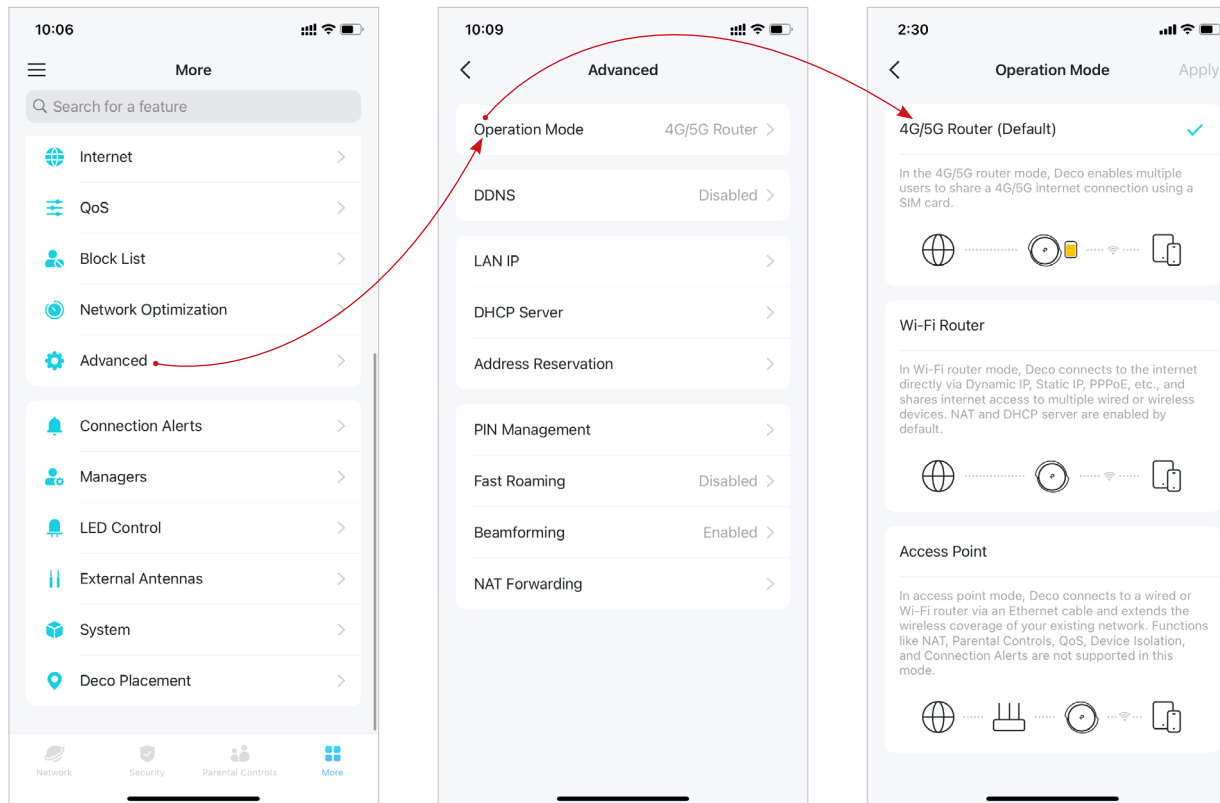 10:06
More
Search for a feature
Internet
QoS
Block List
Network Optimization
Advanced
Connection Alerts
Managers
LED Control
External Antennas
System
Deco Placement
Network
Security
Parental Controls
More
10:09
Advanced
Operation Mode 4G/5G Router
DDNS Disabled
LAN IP
DHCP Server
Address Reservation
PIN Management
Fast Roaming Disabled
Beamforming Enabled
NAT Forwarding
2:30
Operation Mode Apply
4G/5G Router (Default)
In the 4G/5G router mode, Deco enables multiple
users to share a 4G/5G internet connection using a
SIM card.
Wi-Fi Router
In Wi-Fi router mode, Deco connects to the internet
directly via Dynamic IP, Static IP, PPPoE, etc., and
shares internet access to multiple wired or wireless
devices. NAT and DHCP server are enabled by
default.
Access Point
In access point mode, Deco connects to a wired or
Wi-Fi router via an Ethernet cable and extends the
wireless coverage of your existing network. Functions
like NAT, Parental Controls, QoS, Device Isolation,
and Connection Alerts are not supported in this
mode.